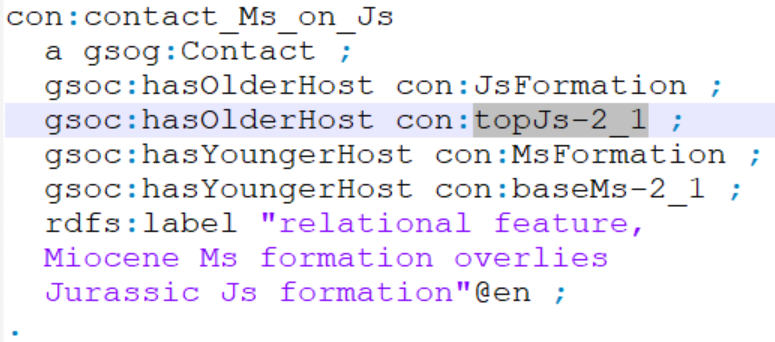 con:contact_Ms_on_Js
a gsog:Contact ;
gsoc:hasOlderHost con:JsFormation ;
gsoc:hasOlderHost con:topJs-2_1 ;
gsoc:hasYoungerHost con:MsFormation ;
gsoc:hasYoungerHost con:baseMs-2_1 ;
rdfs:label "relational feature,
Miocene Ms formation overlies
Jurassic Js formation"@en ;
.